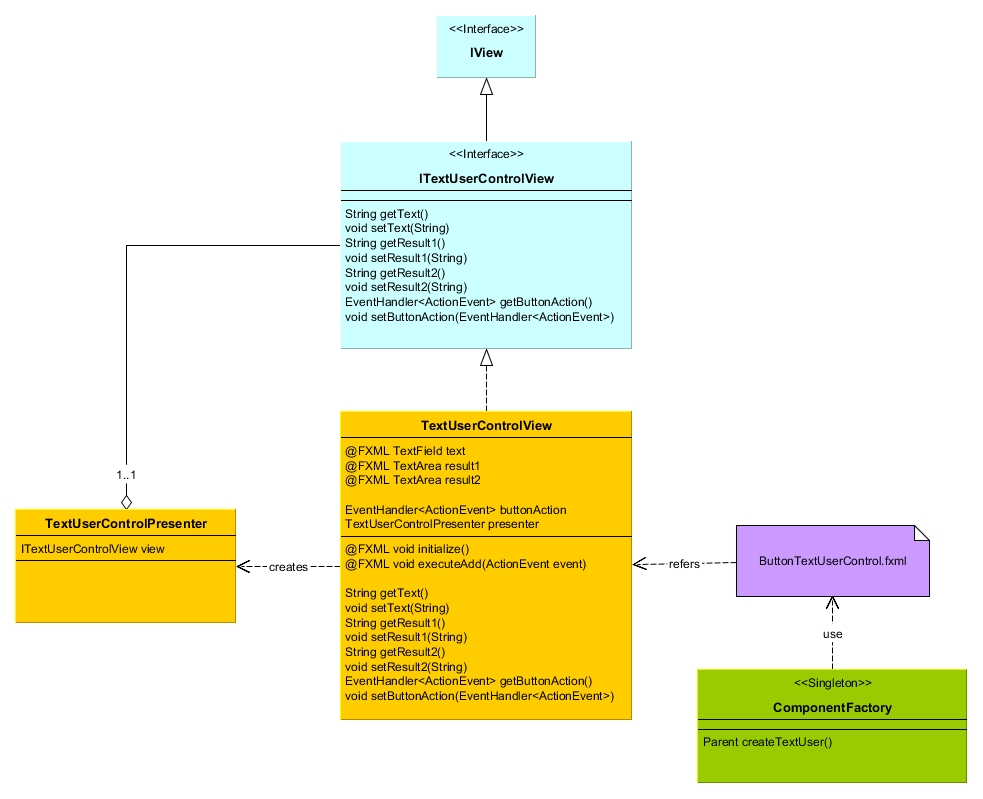 <<Interface>>
IView
<<Interface>>
ITextUserControlView
String getText()
void setText(String)
String getResult1()
void setResult1(String)
String getResult2()
void setResult2(String)
EventHandler<ActionEvent> getButtonAction()
void setButtonAction(EventHandler<ActionEvent>)
1..1
TextUserControlPresenter
ITextUserControlView view
creates
TextUserControlView
@FXML TextField text
@FXML TextArea result1
@FXML TextArea result2
EventHandler<ActionEvent> buttonAction
TextUserControlPresenter presenter
@FXML void initialize()
@FXML void executeAdd(ActionEvent event)
String getText()
void setText(String)
String getResult1()
void setResult1(String)
String getResult2()
void setResult2(String)
EventHandler<ActionEvent> getButtonAction()
void setButtonAction(EventHandler<ActionEvent>)
refers
ButtonTextUserControl.fxml
use
<<Singleton>>
ComponentFactory
Parent createTextUser()